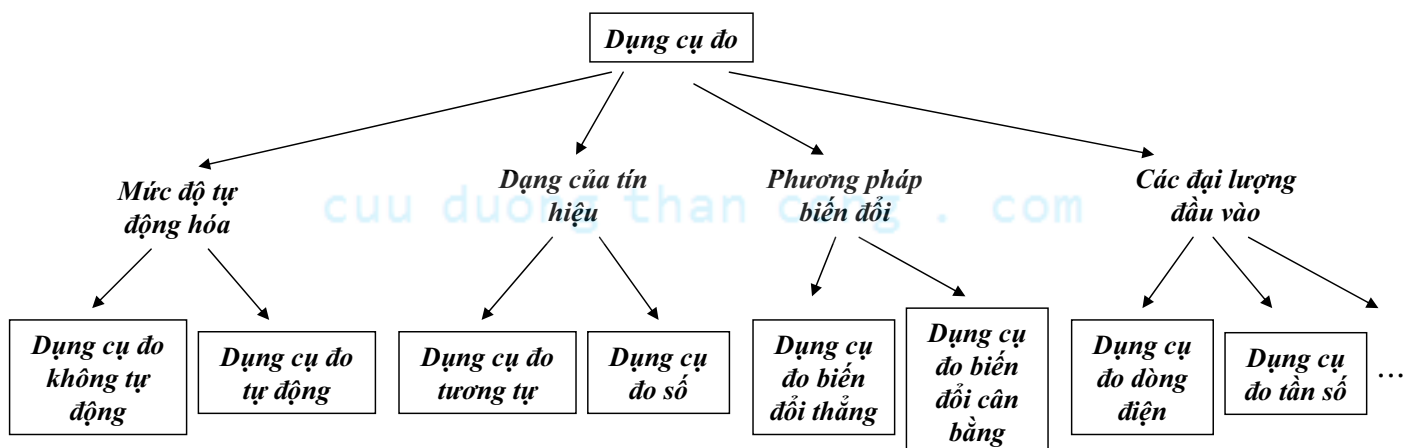 Dụng cụ đo
Mức độ tự
động hóa
Dạng của tín
hiệu
Phương pháp
biến đổi
Các đại lượng
đầu vào
cuu duong than cong . com
Dụng cụ đo
không tự
động
Dụng cụ đo
tự động
Dụng cụ đo
tương tự
Dụng cụ
đo số
Dụng cụ
đo biến
đổi thẳng
Dụng cụ
đo biến
đổi cân
bằng
Dụng cụ
đo dòng
điện
Dụng cụ
đo tần số
...